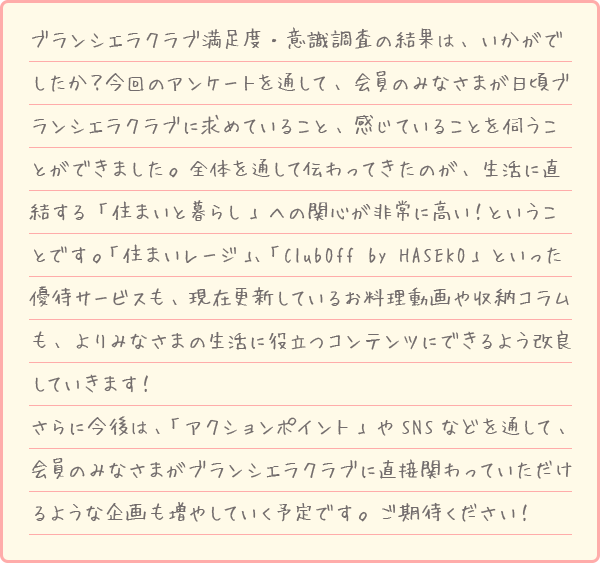 ブランシエラクラブ満足度・意識調査の結果は、いかがで
したか？今回のアンケートを通して、会員のみなさまが日頃ブ
ランシエラクラブに求めていること、感じていることを伺うこ
とができました。全体を通して伝わってきたのが、生活に直
結する「住まいと暮らし」への関心が非常に高い！というこ
とです。「住まいレージ」、「ClubOff by HASEKO」といった
優待サービスも、現在更新しているお料理動画や収納コラム
も、よりみなさまの生活に役立つコンテンツにできるよう改良
していきます！
さらに今後は、「アクションポイント」やSNSなどを通して、
会員のみなさまがブランシエラクラブに直接関わっていただけ
るような企画も増やしていく予定です。ご期待ください！